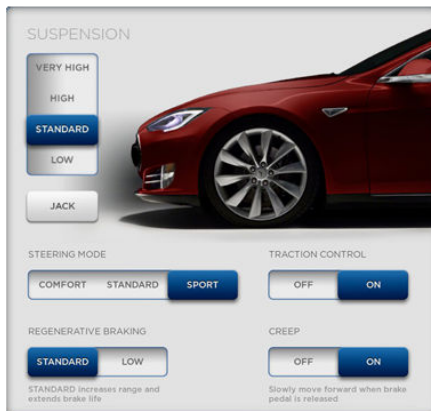 SUSPENSION
VERY HIGH
HIGH
STANDARD
LOW
JACK
STEERING MODE
COMFORT STANDARD SPORT
TRACTION CONTROL
OFF ON
REGENERATIVE BRAKING
STANDARD LOW
STANDARD increases range and
extends brake life
CREEP
OFF ON
Slowly move forward when brake
pedal is released